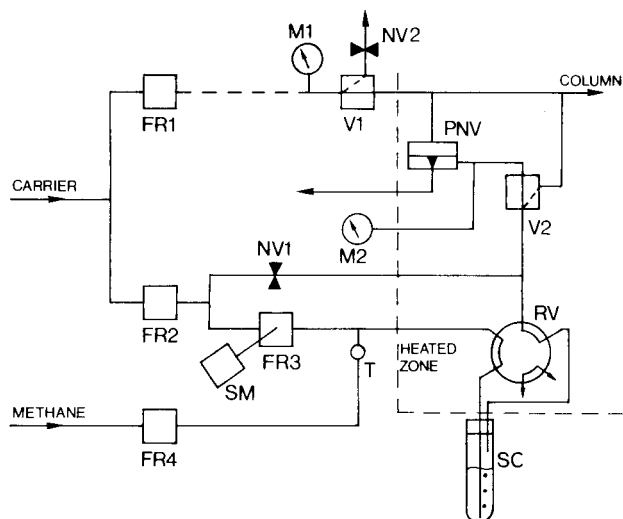 M1
NV2
COLUMN
FR1
V1
PNV
CARRIER
V2
M2
NV1
RV
FR2
FR3
HEATED
ZONE
T
SM
METHANE
FR4
SC